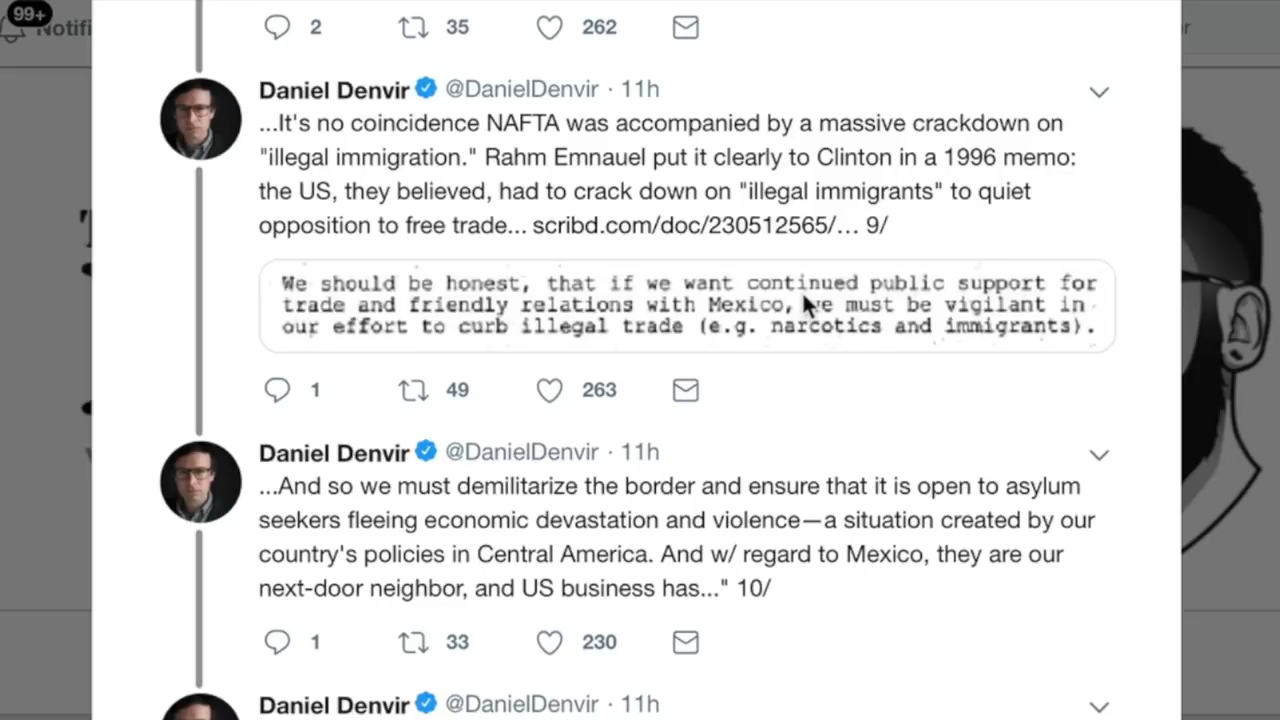 99+
Notifi
2 35 262
Daniel Denvir @DanielDenvir · 11h
...It's no coincidence NAFTA was accompanied by a massive crackdown on
"illegal immigration." Rahm Emnauel put it clearly to Clinton in a 1996 memo:
the US, they believed, had to crack down on "illegal immigrants" to quiet
opposition to free trade... scribd.com/doc/230512565/... 9/
We should be honest, that if we want continued public support for
trade and friendly relations with Mexico, we must be vigilant in
our effort to curb illegal trade (e.g. narcotics and immigrants).
1 49 263
Daniel Denvir @DanielDenvir · 11h
...And so we must demilitarize the border and ensure that it is open to asylum
seekers fleeing economic devastation and violence—a situation created by our
country's policies in Central America. And w/ regard to Mexico, they are our
next-door neighbor, and US business has..." 10/
1 33 230
Daniel Denvir @DanielDenvir · 11h